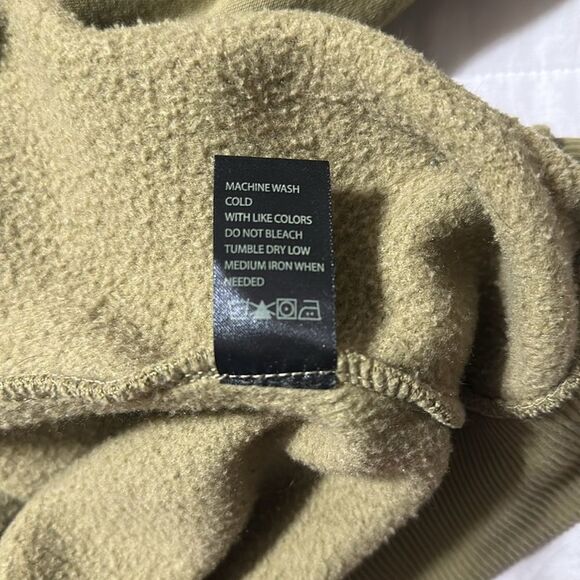 MACHINE WASH
COLD
WITH LIKE COLORS
DO NOT BLEACH
TUMBLE DRY LOW
MEDIUM IRON WHEN
NEEDED